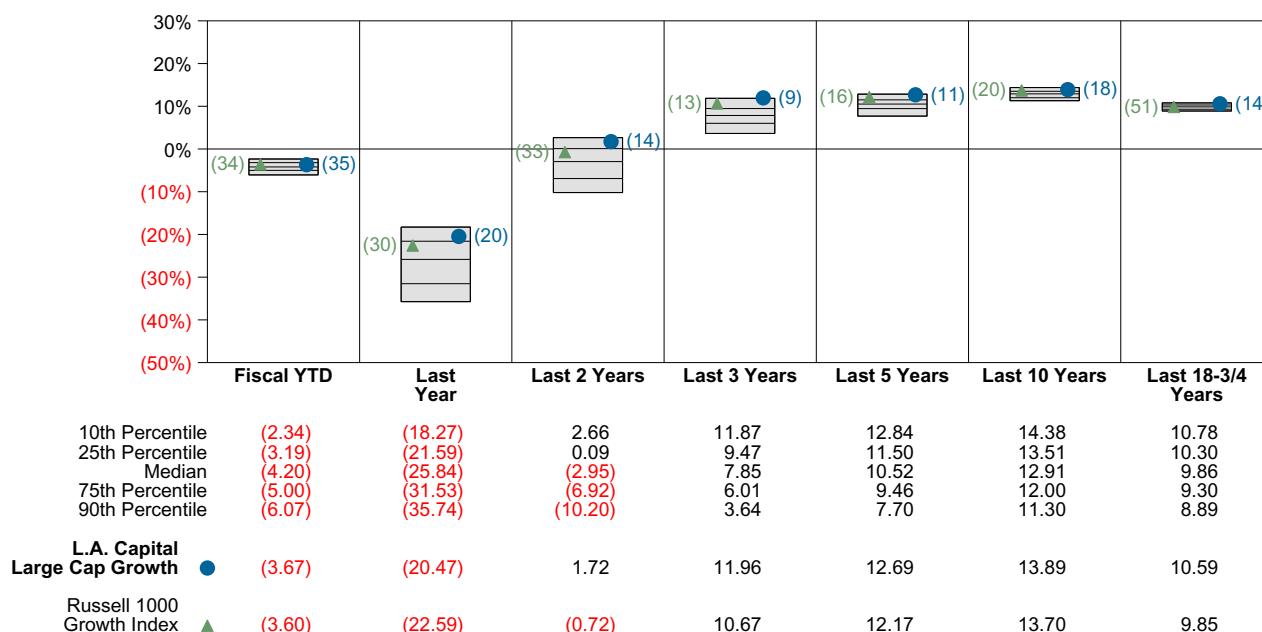 30%
20%
10%
0%
(10%)
(20%)
(30%)
(40%)
(50%)
(34) (35)
(30) (20)
(33) (14)
(13) (9)
(16) (11)
(20) (18)
(51) (14
Fiscal YTD Last Year Last 2 Years Last 3 Years Last 5 Years Last 10 Years Last 18-3/4 Years
10th Percentile (2.34) (18.27) 2.66 11.87 12.84 14.38 10.78
25th Percentile (3.19) (21.59) 0.09 9.47 11.50 13.51 10.30
Median (4.20) (25.84) (2.95) 7.85 10.52 12.91 9.86
75th Percentile (5.00) (31.53) (6.92) 6.01 9.46 12.00 9.30
90th Percentile (6.07) (35.74) (10.20) 3.64 7.70 11.30 8.89
L.A. Capital
Large Cap Growth (3.67) (20.47) 1.72 11.96 12.69 13.89 10.59
Russell 1000
Growth Index (3.60) (22.59) (0.72) 10.67 12.17 13.70 9.85